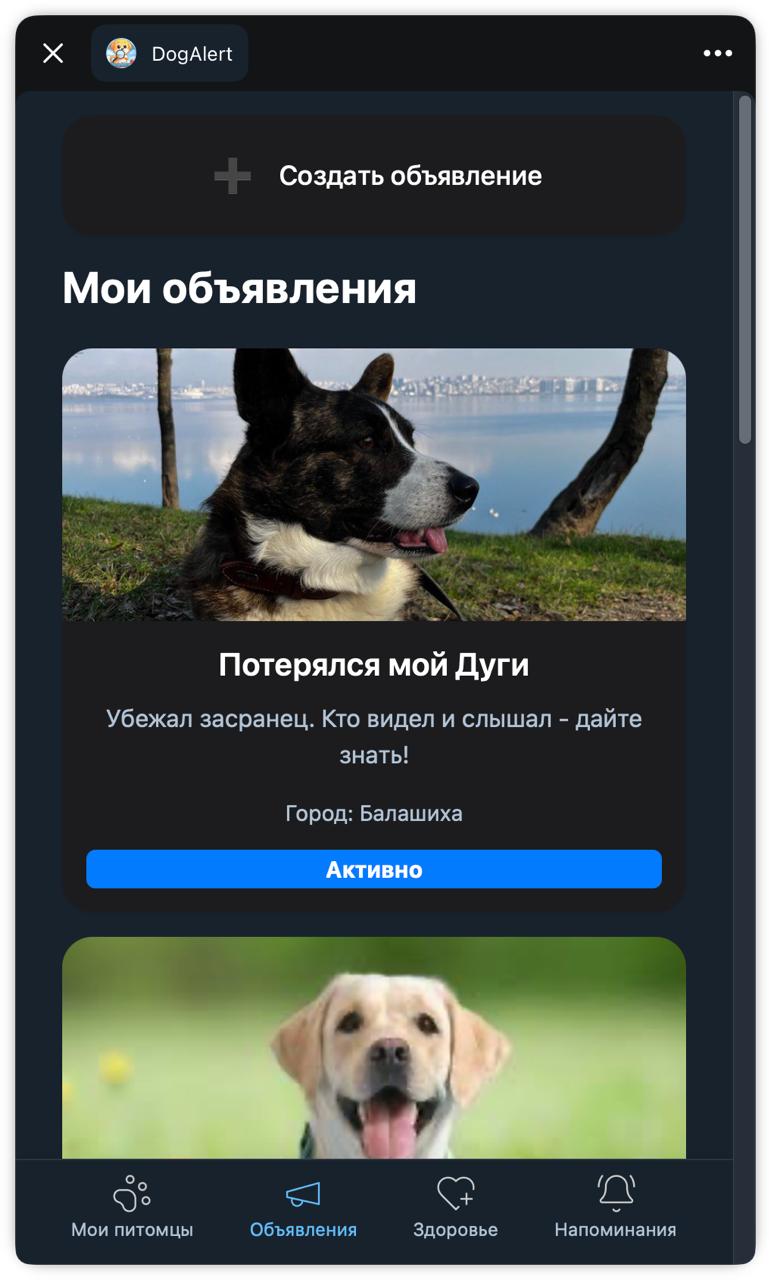 DogAlert
Создать объявление
Мои объявления
Потерялся мой Дуги
Убежал засранец. Кто видел и слышал - дайте
знать!
Город: Балашиха
Активно
Мои питомцы
Объявления
Здоровье
Напоминания